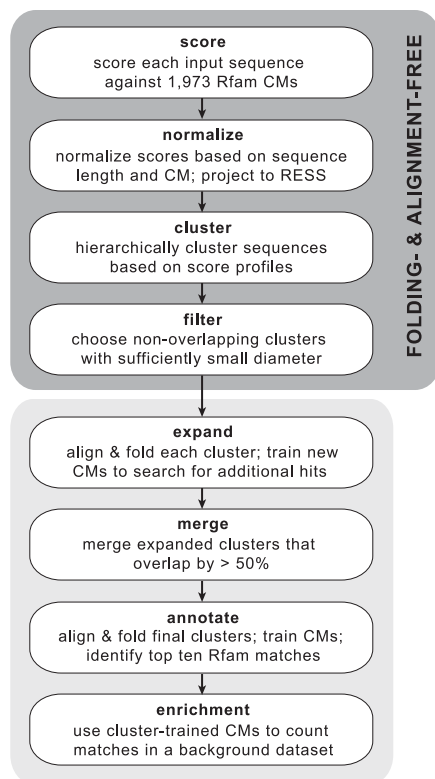 score
score each input sequence
against 1,973 Rfam CMs
normalize
normalize scores based on sequence
length and CM; project to RESS
cluster
hierarchically cluster sequences
based on score profiles
filter
choose non-overlapping clusters
with sufficiently small diameter
FOLDING- & ALIGNMENT-FREE
expand
align & fold each cluster; train new
CMs to search for additional hits
merge
merge expanded clusters that
overlap by > 50%
annotate
align & fold final clusters; train CMs;
identify top ten Rfam matches
enrichment
use cluster-trained CMs to count
matches in a background dataset